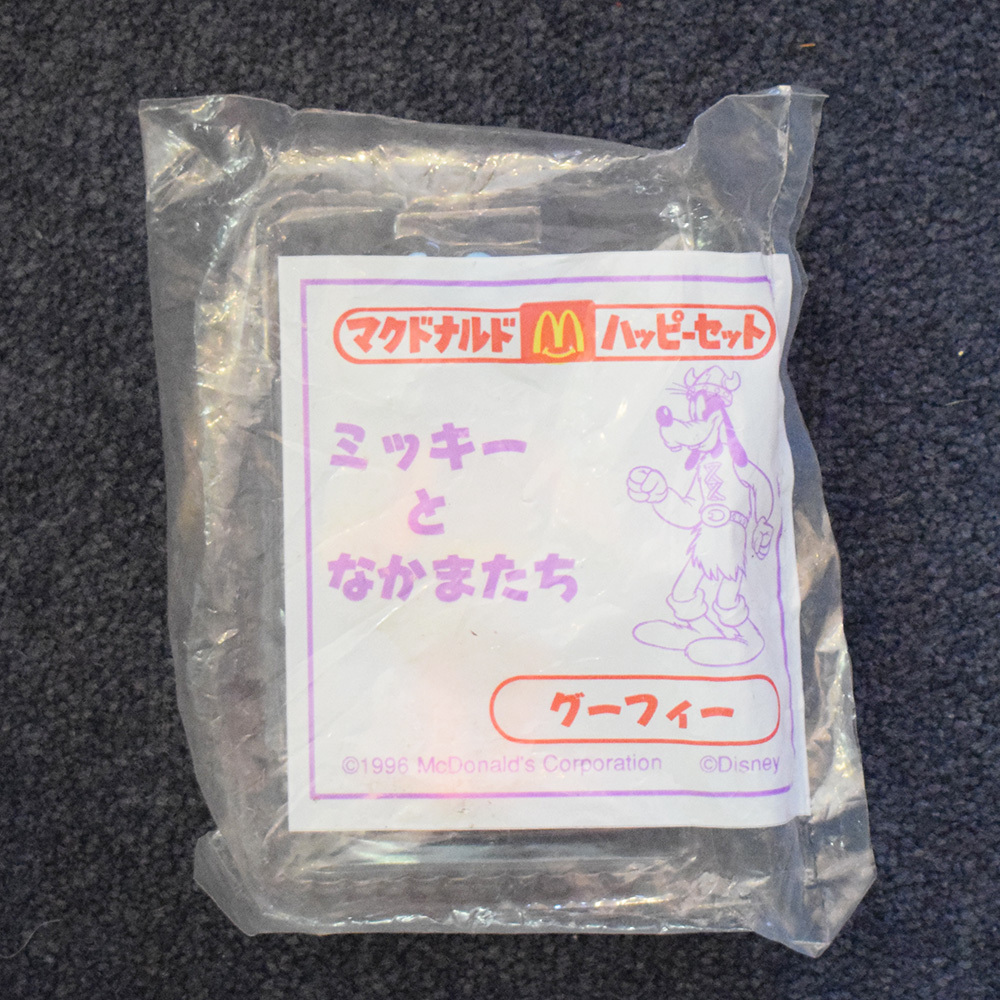 マクドナルド M ハッピーセット
ミッキー
と
なかまたち
グーフィー
©1996 McDonald's Corporation ©Disney